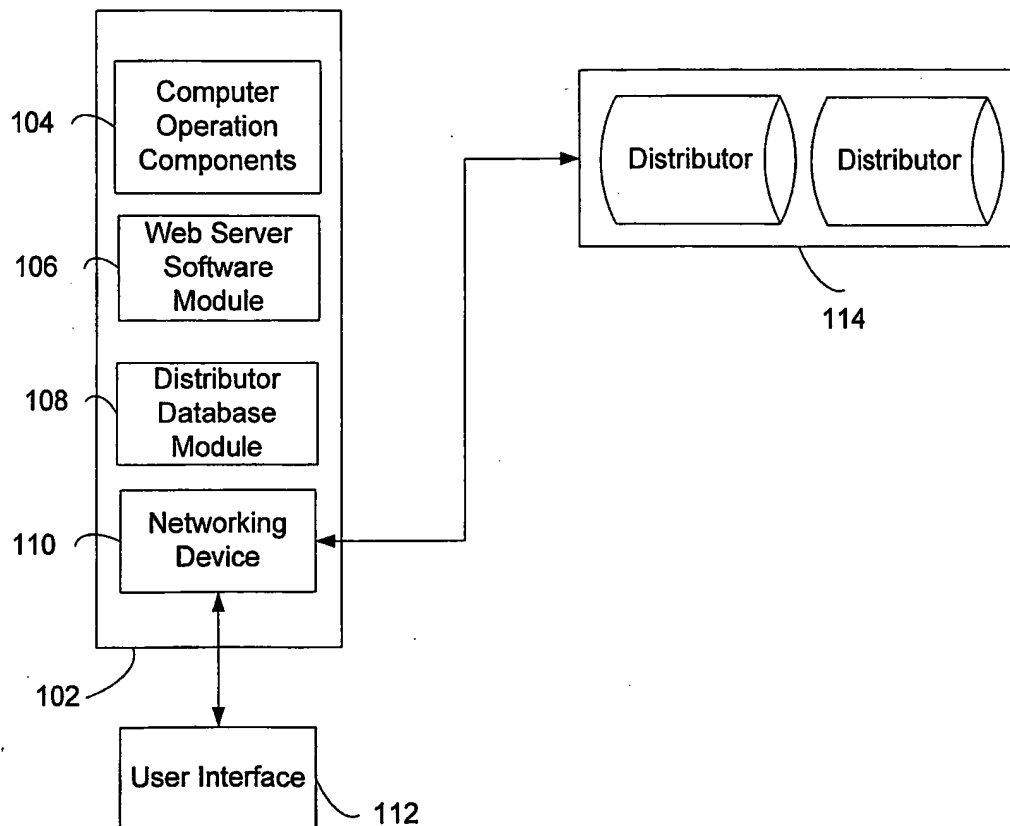 104
Computer
Operation
Components
106
Web Server
Software
Module
108
Distributor
Database
Module
110
Networking
Device
102
User Interface
112
Distributor
Distributor
114